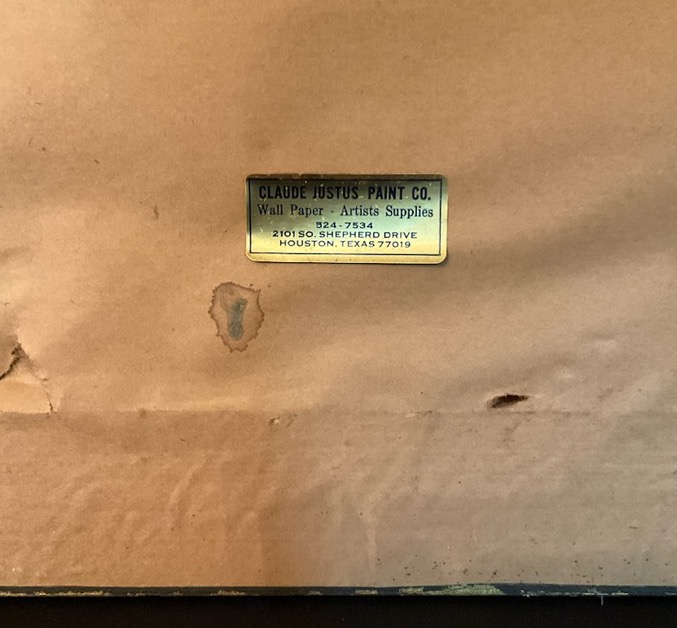 CLAUDE JUSTUS PAINT CO.
Wall Paper - Artists Supplies
524-7534
2101 SO. SHEPHERD DRIVE
HOUSTON, TEXAS 77019